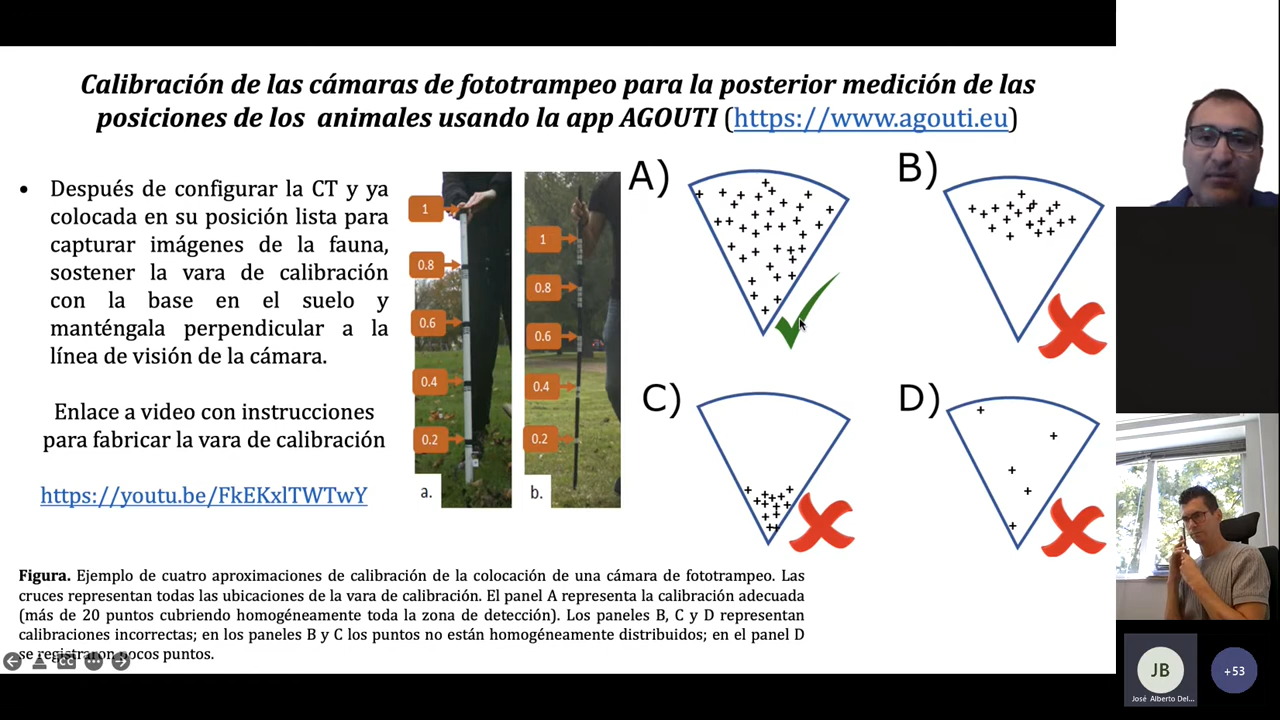 Calibración de las cámaras de fototrampeo para la posterior medición de las
posiciones de los animales usando la app AGOUTI (https://www.agouti.eu)
• Después de configurar la CT y ya
colocada en su posición lista para
capturar imágenes de la fauna,
sostener la vara de calibración
con la base en el suelo y
manténgala perpendicular a la
línea de visión de la cámara.
Enlace a video con instrucciones
para fabricar la vara de calibración
https://youtu.be/FkEKxlTWTwY
1
0.8
0.6
0.4
0.2
a.
1
0.8
0.6
0.4
0.2
b.
A)
B)
C)
D)
Figura. Ejemplo de cuatro aproximaciones de calibración de la colocación de una cámara de fototrampeo. Las
cruces representan todas las ubicaciones de la vara de calibración. El panel A representa la calibración adecuada
(más de 20 puntos cubriendo homogéneamente toda la zona de detección). Los paneles B, C y D representan
calibraciones incorrectas; en los paneles B y C los puntos no están homogéneamente distribuidos; en el panel D
se registraron pocos puntos.
CC
JB
José Alberto Del...
+53